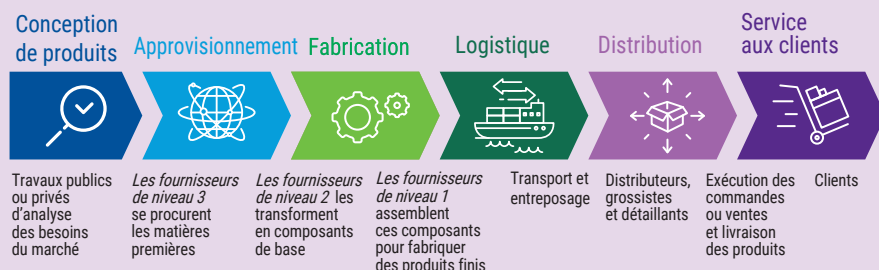 Conception
de produits
Approvisionnement
Fabrication
Logistique
Distribution
Service
aux clients
Travaux publics
ou privés
d'analyse
des besoins
du marché
Les fournisseurs
de niveau 3
se procurent
les matières
premières
Les fournisseurs
de niveau 2 les
transforment
en composants
de base
Les fournisseurs
de niveau 1
assemblent
ces composants
pour fabriquer
des produits finis
Transport et
entreposage
Distributeurs,
grossistes
et détaillants
Exécution des
commandes
ou ventes
et livraison
des produits
Clients